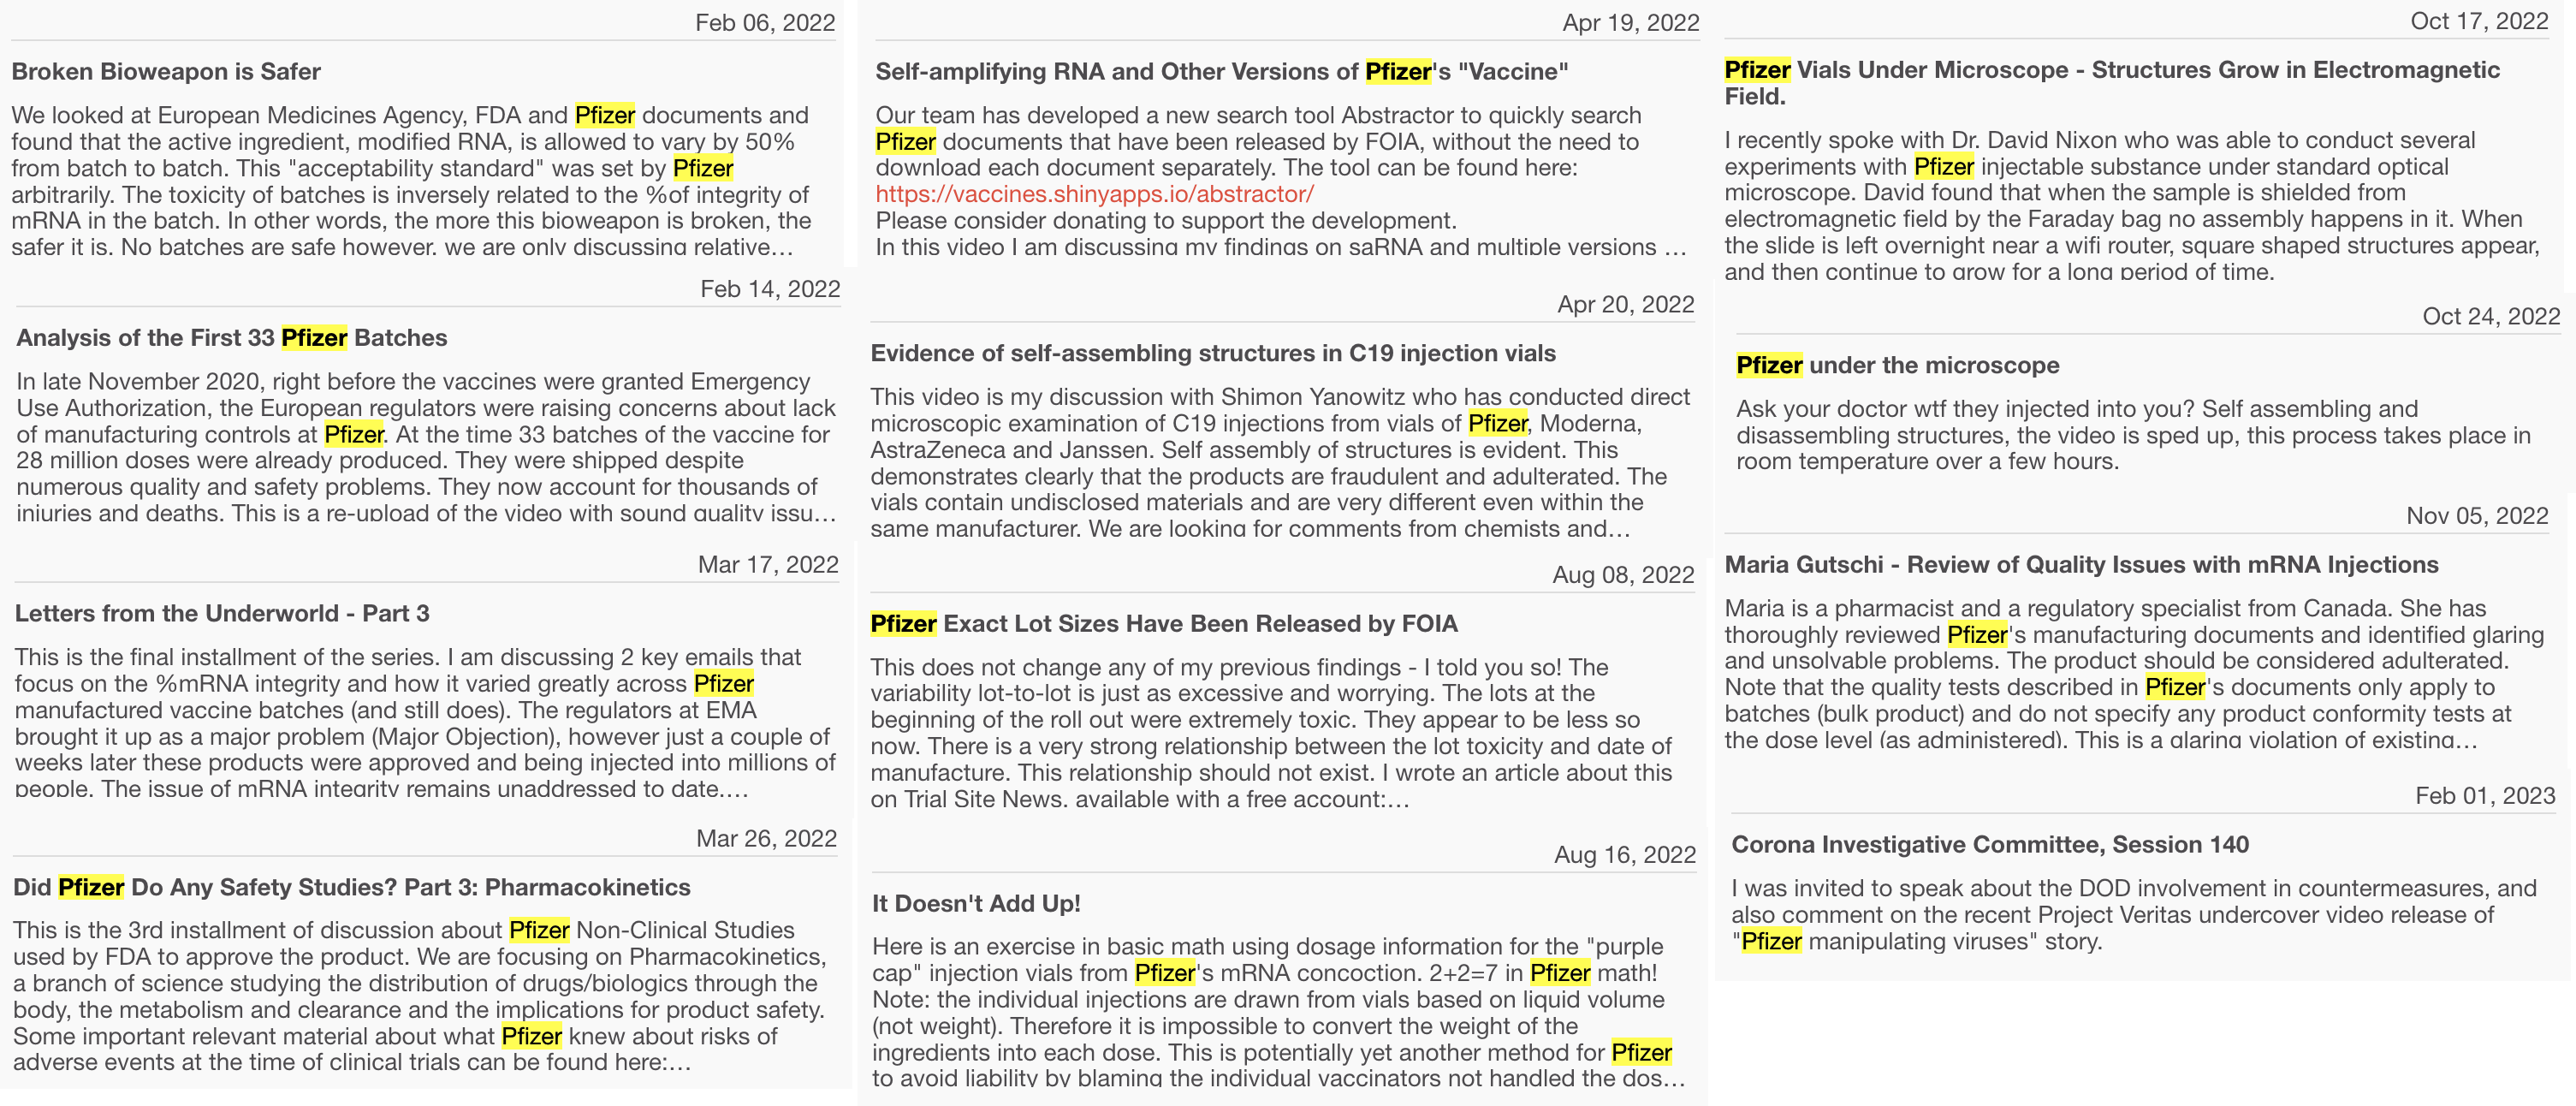 Feb 06, 2022
Broken Bioweapon is Safer
We looked at European Medicines Agency, FDA and Pfizer documents and
found that the active ingredient, modified RNA, is allowed to vary by 50%
from batch to batch. This "acceptability standard" was set by Pfizer
arbitrarily. The toxicity of batches is inversely related to the %of integrity of
mRNA in the batch. In other words, the more this bioweapon is broken, the
safer it is. No batches are safe however, we are only discussing relative...
Feb 14, 2022
Analysis of the First 33 Pfizer Batches
In late November 2020, right before the vaccines were granted Emergency
Use Authorization, the European regulators were raising concerns about lack
of manufacturing controls at Pfizer. At the time 33 batches of the vaccine for
28 million doses were already produced. They were shipped despite
numerous quality and safety problems. They now account for thousands of
injuries and deaths. This is a re-upload of the video with sound quality issu...
Mar 17, 2022
Letters from the Underworld - Part 3
This is the final installment of the series. I am discussing 2 key emails that
focus on the %mRNA integrity and how it varied greatly across Pfizer
manufactured vaccine batches (and still does). The regulators at EMA
brought it up as a major problem (Major Objection), however just a couple of
weeks later these products were approved and being injected into millions of
people. The issue of mRNA integrity remains unaddressed to date....
Mar 26, 2022
Did Pfizer Do Any Safety Studies? Part 3: Pharmacokinetics
This is the 3rd installment of discussion about Pfizer Non-Clinical Studies
used by FDA to approve the product. We are focusing on Pharmacokinetics,
a branch of science studying the distribution of drugs/biologics through the
body, the metabolism and clearance and the implications for product safety.
Some important relevant material about what Pfizer knew about risks of
adverse events at the time of clinical trials can be found here:...
Apr 19, 2022
Self-amplifying RNA and Other Versions of Pfizer's "Vaccine"
Our team has developed a new search tool Abstractor to quickly search
Pfizer documents that have been released by FOIA, without the need to
download each document separately. The tool can be found here:
https://vaccines.shinyapps.io/abstractor/
Please consider donating to support the development.
In this video I am discussing my findings on saRNA and multiple versions ...
Apr 20, 2022
Evidence of self-assembling structures in C19 injection vials
This video is my discussion with Shimon Yanowitz who has conducted direct
microscopic examination of C19 injections from vials of Pfizer, Moderna,
AstraZeneca and Janssen. Self assembly of structures is evident. This
demonstrates clearly that the products are fraudulent and adulterated. The
vials contain undisclosed materials and are very different even within the
same manufacturer. We are looking for comments from chemists and...
Aug 08, 2022
Pfizer Exact Lot Sizes Have Been Released by FOIA
This does not change any of my previous findings - I told you so! The
variability lot-to-lot is just as excessive and worrying. The lots at the
beginning of the roll out were extremely toxic. They appear to be less so
now. There is a very strong relationship between the lot toxicity and date of
manufacture. This relationship should not exist. I wrote an article about this
on Trial Site News, available with a free account:...
Aug 16, 2022
It Doesn't Add Up!
Here is an exercise in basic math using dosage information for the "purple
cap" injection vials from Pfizer's mRNA concoction. 2+2=7 in Pfizer math!
Note: the individual injections are drawn from vials based on liquid volume
(not weight). Therefore it is impossible to convert the weight of the
ingredients into each dose. This is potentially yet another method for Pfizer
to avoid liability by blaming the individual vaccinators not handled the dos...
Oct 17, 2022
Pfizer Vials Under Microscope - Structures Grow in Electromagnetic
Field.
I recently spoke with Dr. David Nixon who was able to conduct several
experiments with Pfizer injectable substance under standard optical
microscope. David found that when the sample is shielded from
electromagnetic field by the Faraday bag no assembly happens in it. When
the slide is left overnight near a wifi router, square shaped structures appear,
and then continue to grow for a long period of time.
Oct 24, 2022
Pfizer under the microscope
Ask your doctor wtf they injected into you? Self assembling and
disassembling structures, the video is sped up, this process takes place in
room temperature over a few hours.
Nov 05, 2022
Maria Gutschi - Review of Quality Issues with mRNA Injections
Maria is a pharmacist and a regulatory specialist from Canada. She has
thoroughly reviewed Pfizer's manufacturing documents and identified glaring
and unsolvable problems. The product should be considered adulterated.
Note that the quality tests described in Pfizer's documents only apply to
batches (bulk product) and do not specify any product conformity tests at
the dose level (as administered). This is a glaring violation of existing...
Feb 01, 2023
Corona Investigative Committee, Session 140
I was invited to speak about the DOD involvement in countermeasures, and
also comment on the recent Project Veritas undercover video release of
"Pfizer manipulating viruses" story.